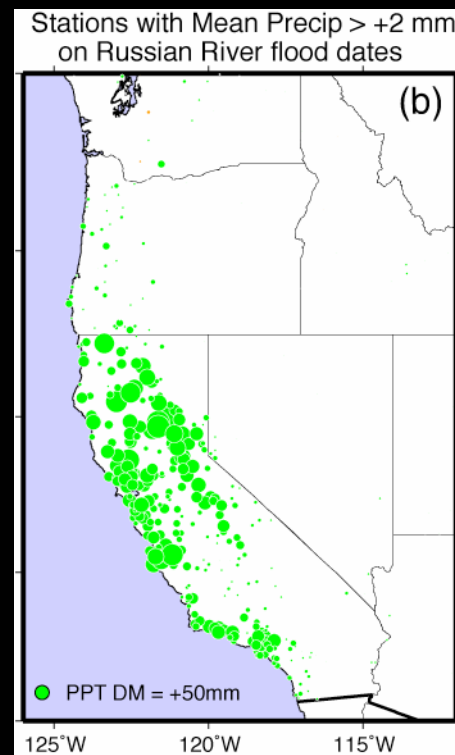 Stations with Mean Precip > +2 mm
on Russian River flood dates
(b)
PPT DM = +50mm
125°W 120°W 115°W